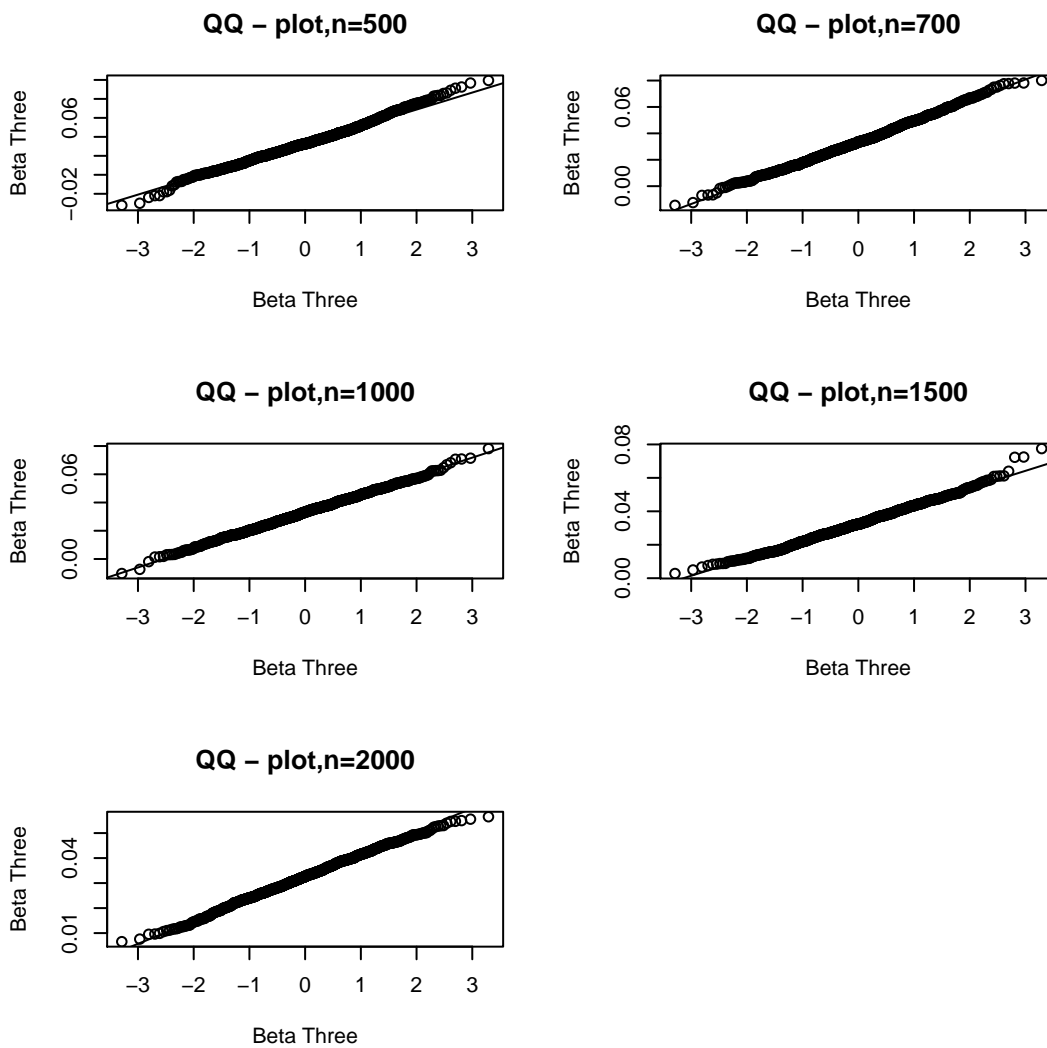 QQ − plot,n=500
Beta Three
−0.02 0.06
−3 −2 −1 0 1 2 3
Beta Three
QQ − plot,n=700
Beta Three
0.00 0.06
−3 −2 −1 0 1 2 3
Beta Three
QQ − plot,n=1000
Beta Three
0.00 0.06
−3 −2 −1 0 1 2 3
Beta Three
QQ − plot,n=1500
Beta Three
0.00 0.04 0.08
−3 −2 −1 0 1 2 3
Beta Three
QQ − plot,n=2000
Beta Three
0.01 0.04
−3 −2 −1 0 1 2 3
Beta Three